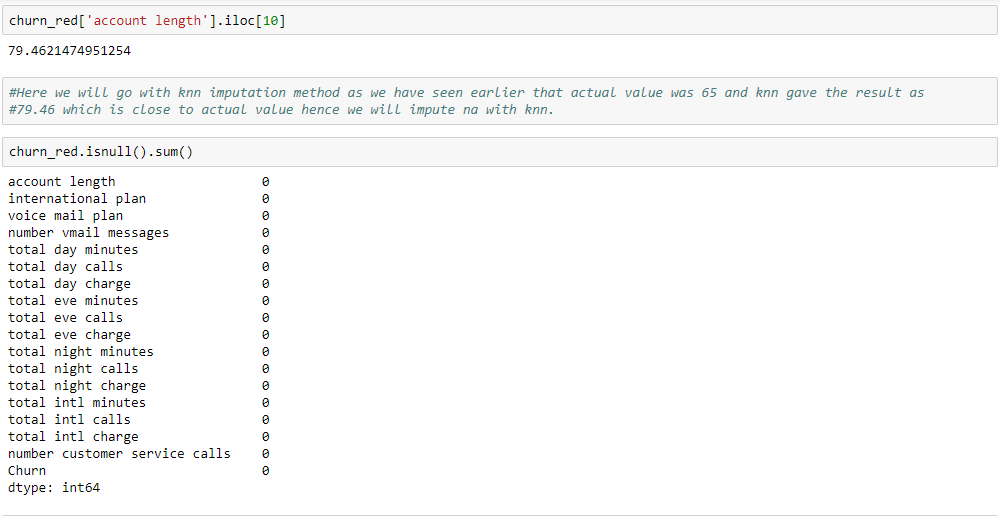 churn_red['account length'].iloc[10]
79.4621474951254
#Here we will go with knn imputation method as we have seen earlier that actual value was 65 and knn gave the result as
#79.46 which is close to actual value hence we will impute na with knn.
churn_red.isnull().sum()
account length 0
international plan 0
voice mail plan 0
number vmail messages 0
total day minutes 0
total day calls 0
total day charge 0
total eve minutes 0
total eve calls 0
total eve charge 0
total night minutes 0
total night calls 0
total night charge 0
total intl minutes 0
total intl calls 0
total intl charge 0
number customer service calls 0
Churn 0
dtype: int64